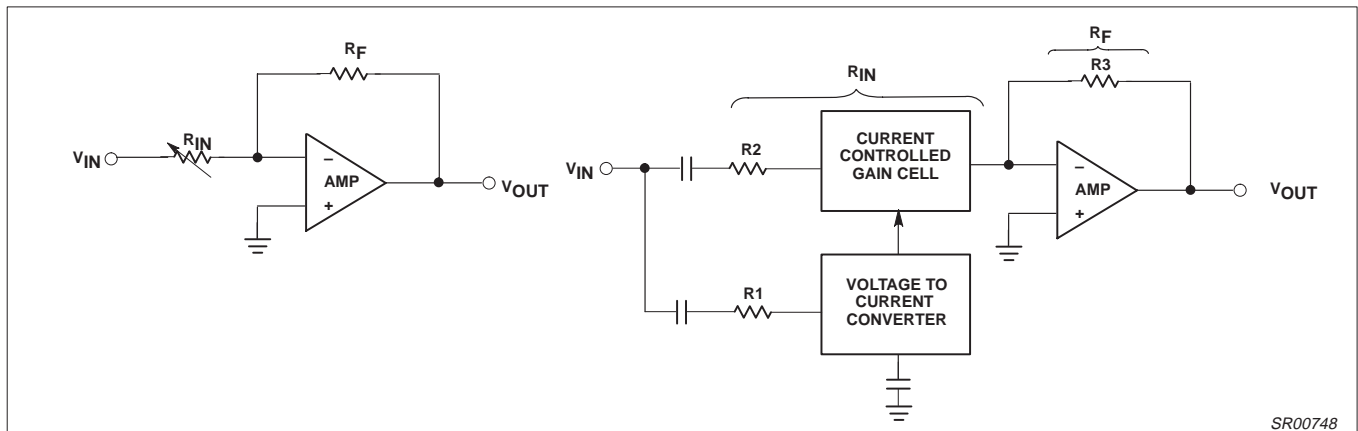 RF
VIN
RIN
–
AMP
+
VOUT
RIN
VIN
R2
CURRENT
CONTROLLED
GAIN CELL
RF
R3
–
AMP
+
VOUT
R1
VOLTAGE TO
CURRENT
CONVERTER
SR00748